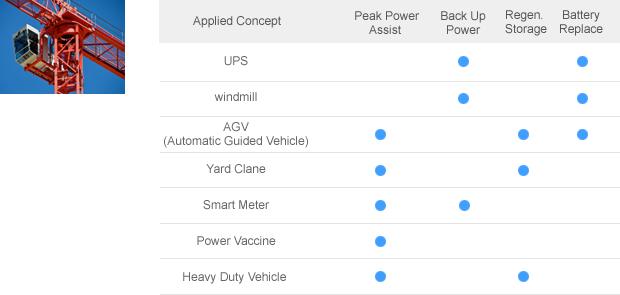 Applied Concept
Peak Power
Assist
Back Up
Power
Regen.
Storage
Battery
Replace
UPS
windmill
AGV
(Automatic Guided Vehicle)
Yard Clane
Smart Meter
Power Vaccine
Heavy Duty Vehicle